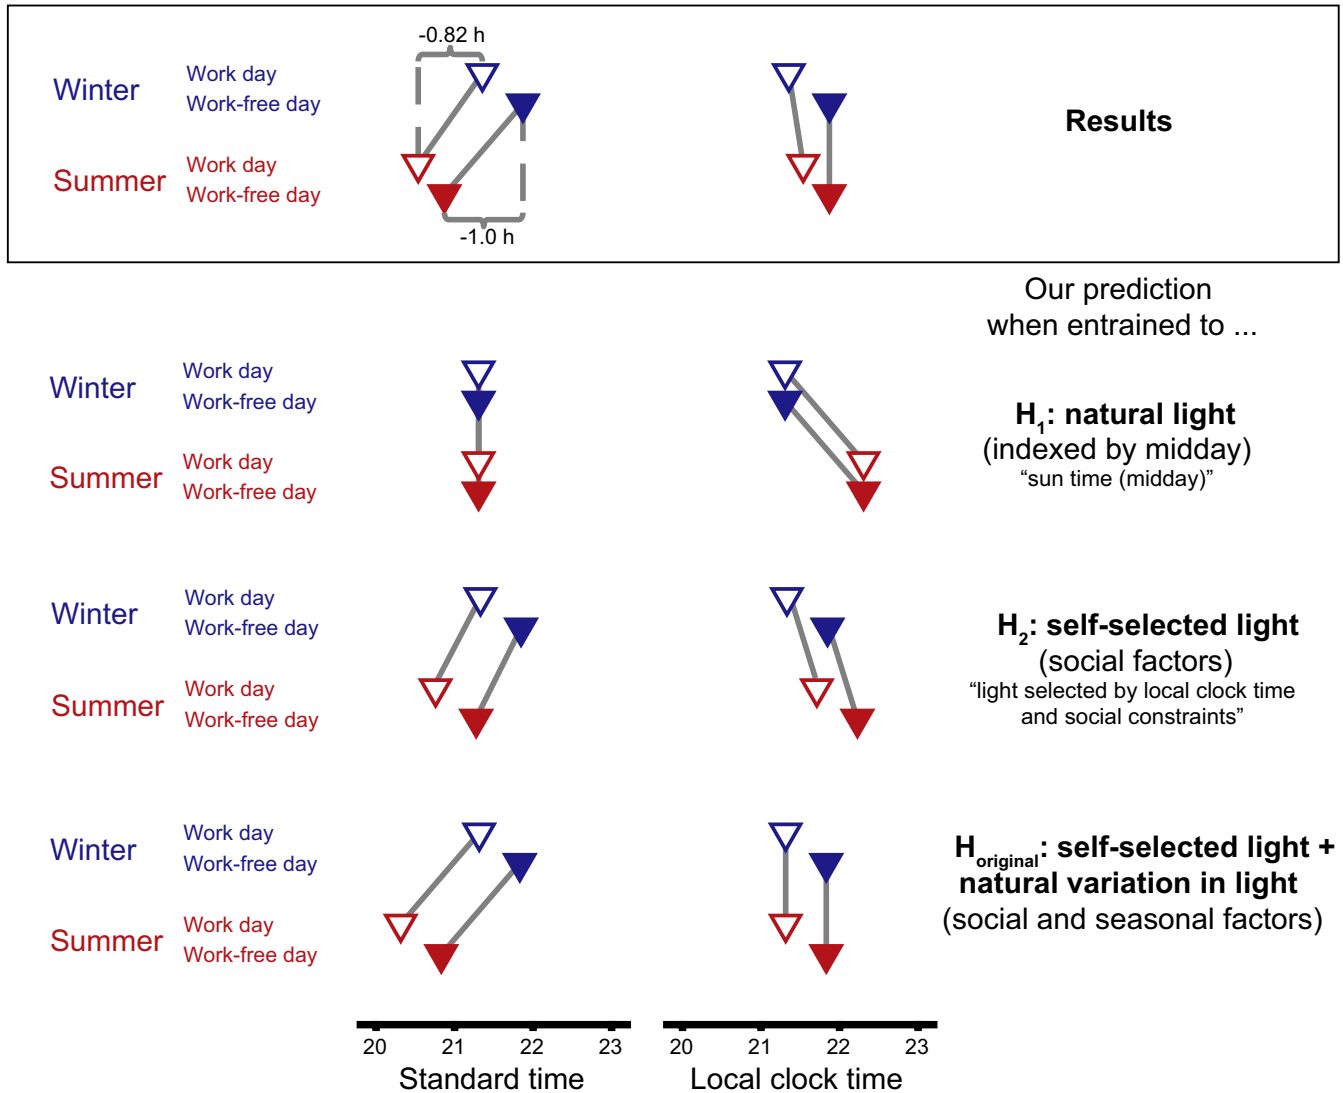 -0.82 h
Winter
Work day
Work-free day
Results
Summer
Work day
Work-free day
-1.0 h
Our prediction
when entrained to ...
Winter
Work day
Work-free day
H1: natural light
(indexed by midday)
“sun time (midday)”
Summer
Work day
Work-free day
Winter
Work day
Work-free day
H2: self-selected light
(social factors)
“light selected by local clock time
and social constraints”
Summer
Work day
Work-free day
Winter
Work day
Work-free day
Horiginal: self-selected light +
natural variation in light
(social and seasonal factors)
Summer
Work day
Work-free day
20 21 22 23
Standard time
20 21 22 23
Local clock time